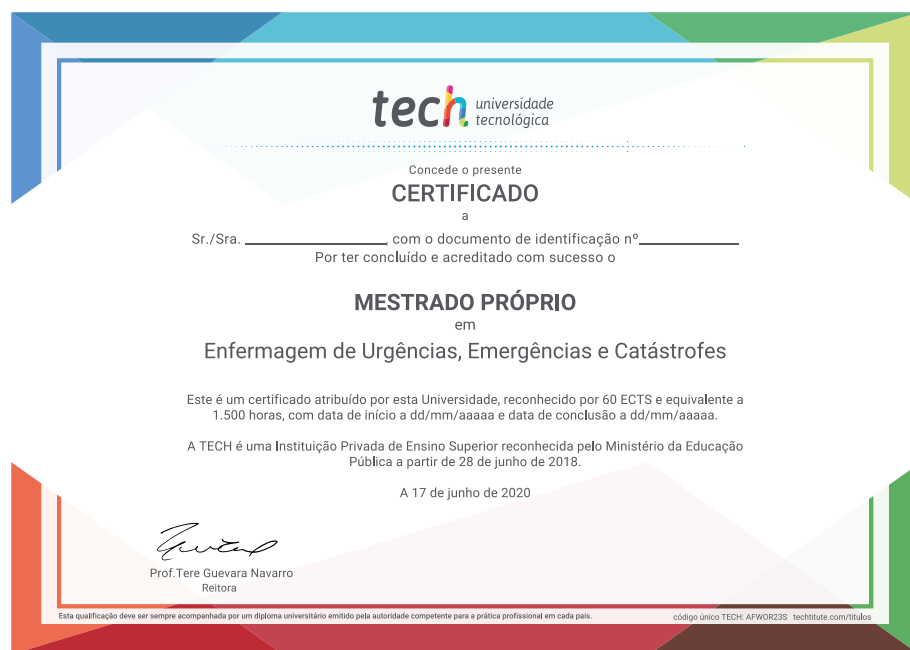 tech universidade
tecnológica
Concede o presente
CERTIFICADO
a
Sr./Sra. ________________, com o documento de identificação nº____________
Por ter concluído e acreditado com sucesso o
MESTRADO PRÓPRIO
em
Enfermagem de Urgências, Emergências e Catástrofes
Este é um certificado atribuído por esta Universidade, reconhecido por 60 ECTS e equivalente a
1.500 horas, com data de início a dd/mm/aaaaa e data de conclusão a dd/mm/aaaaa.
A TECH é uma Instituição Privada de Ensino Superior reconhecida pelo Ministério da Educação
Pública a partir de 28 de junho de 2018.
A 17 de junho de 2020
Prof.Tere Guevara Navarro
Reitora
Esta qualificação deve ser sempre acompanhada por um diploma universitário emitido pela autoridade competente para a prática profissional em cada país.
código único TECH: AFWOR23S techtitute.com/titulos